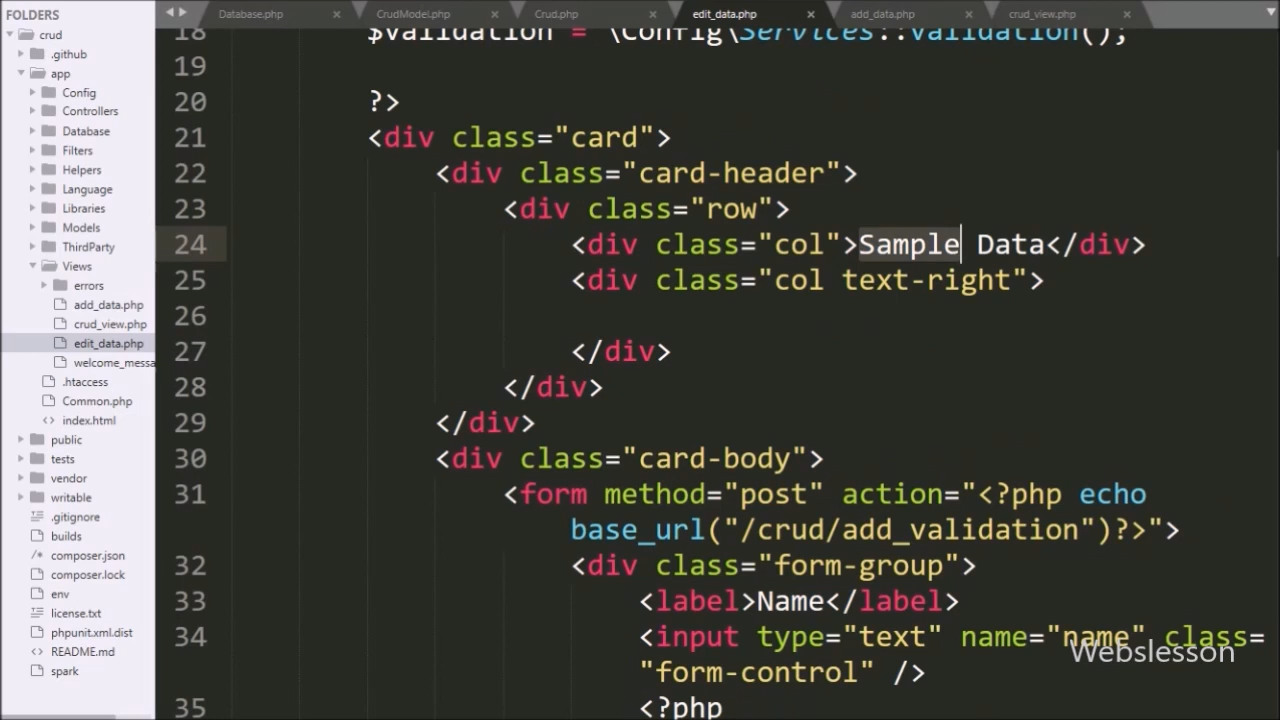 FOLDERS
crud
.github
app
Config
Controllers
Database
Filters
Helpers
Language
Libraries
Models
ThirdParty
Views
errors
add_data.php
crud_view.php
edit_data.php
welcome_messa
.htaccess
Common.php
index.html
public
tests
vendor
writable
.gitignore
builds
composer.json
composer.lock
env
license.txt
phpunit.xml.dist
README.md
spark
Database.php × CrudModel.php × Crud.php × edit_data.php × add_data.php × crud_view.php ×
18 $validation = \Config\Services::validation();
19
20 ?>
21 <div class="card">
22 <div class="card-header">
23 <div class="row">
24 <div class="col">Sample Data</div>
25 <div class="col text-right">
26
27 </div>
28 </div>
29 </div>
30 <div class="card-body">
31 <form method="post" action="<?php echo
base_url("/crud/add_validation")?>">
32 <div class="form-group">
33 <label>Name</label>
34 <input type="text" name="name" class=
"form-control" />
35 <?php
Webslesson